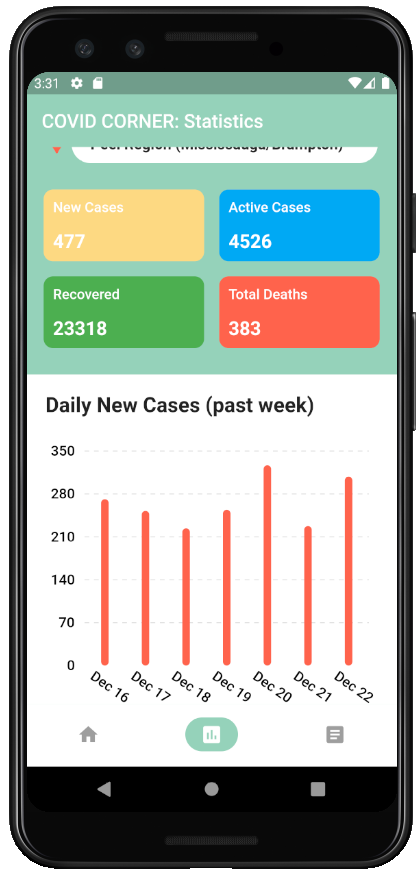 3:31
COVID CORNER: Statistics
Peel Region (Mississauga/Brampton)
New Cases
477
Active Cases
4526
Recovered
23318
Total Deaths
383
Daily New Cases (past week)
350
280
210
140
70
0
Dec 16
Dec 17
Dec 18
Dec 19
Dec 20
Dec 21
Dec 22